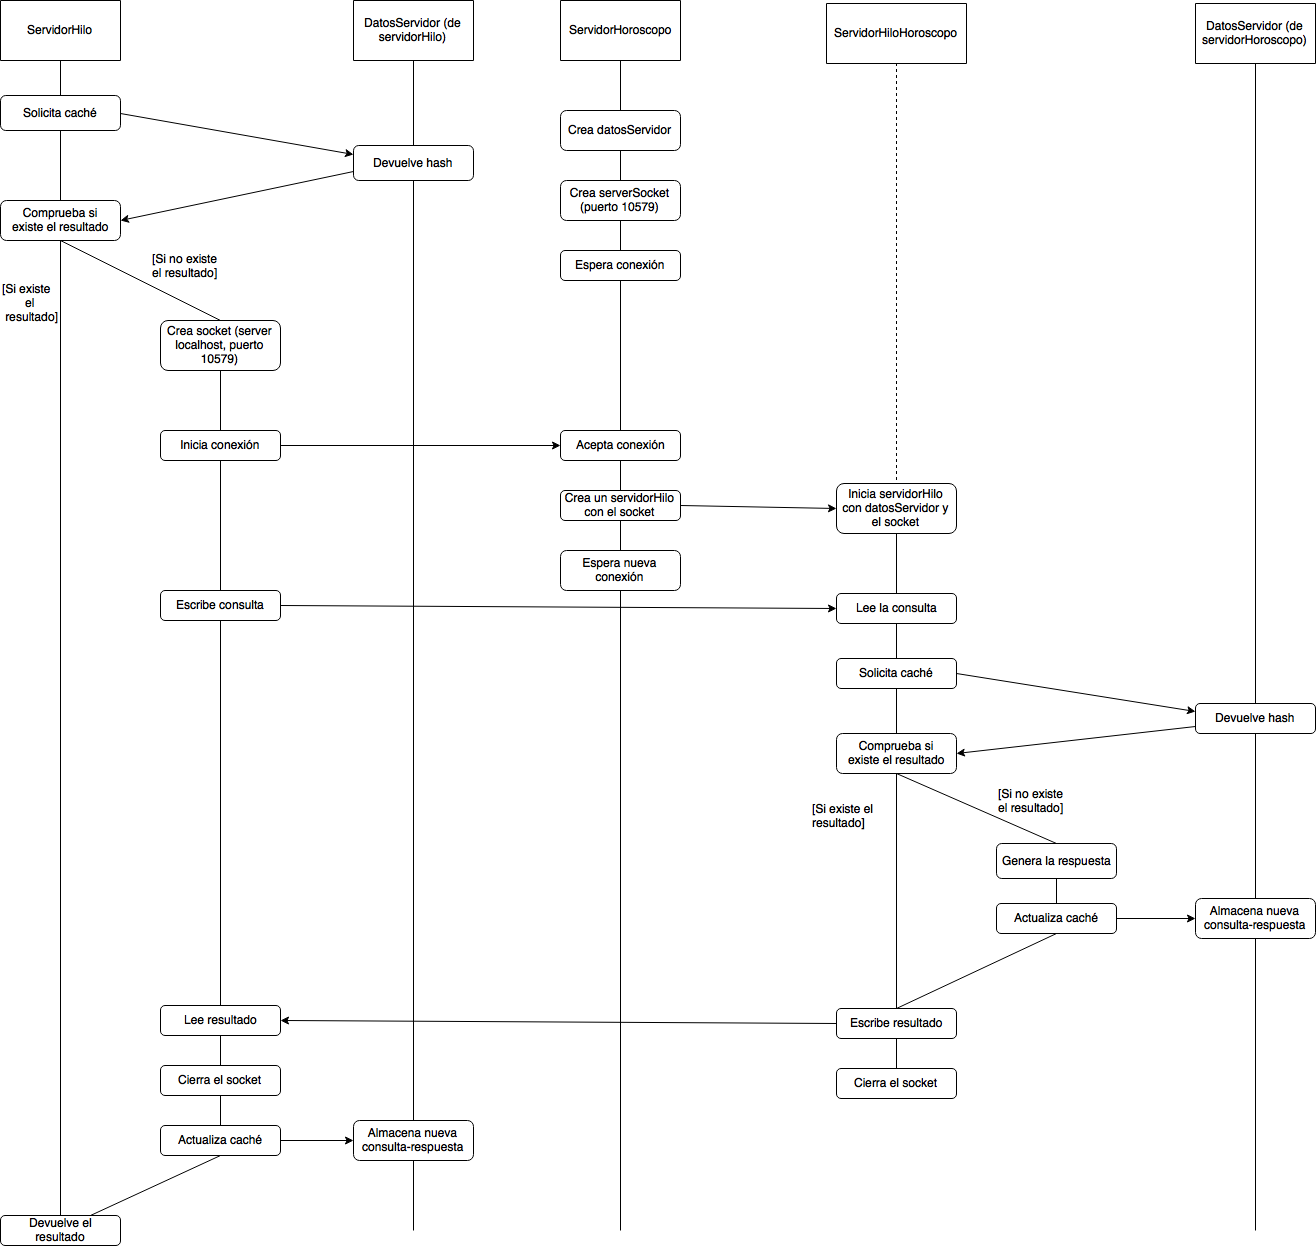 ServidorHilo
DatosServidor (de
servidorHilo)
ServidorHoroscopo
ServidorHiloHoroscopo
DatosServidor (de
servidorHoroscopo)
Solicita caché
Crea datosServidor
Devuelve hash
Crea serverSocket
(puerto 10579)
Comprueba si
existe el resultado
[Si no existe
el resultado]
Espera conexión
[Si existe
el
resultado]
Crea socket (server
localhost, puerto
10579)
Inicia conexión
Acepta conexión
Crea un servidorHilo
con el socket
Inicia servidorHilo
con datosServidor y
el socket
Espera nueva
conexión
Escribe consulta
Lee la consulta
Solicita caché
Devuelve hash
Comprueba si
existe el resultado
[Si existe el
resultado]
[Si no existe
el resultado]
Genera la respuesta
Actualiza caché
Almacena nueva
consulta-respuesta
Lee resultado
Escribe resultado
Cierra el socket
Cierra el socket
Actualiza caché
Almacena nueva
consulta-respuesta
Devuelve el
resultado